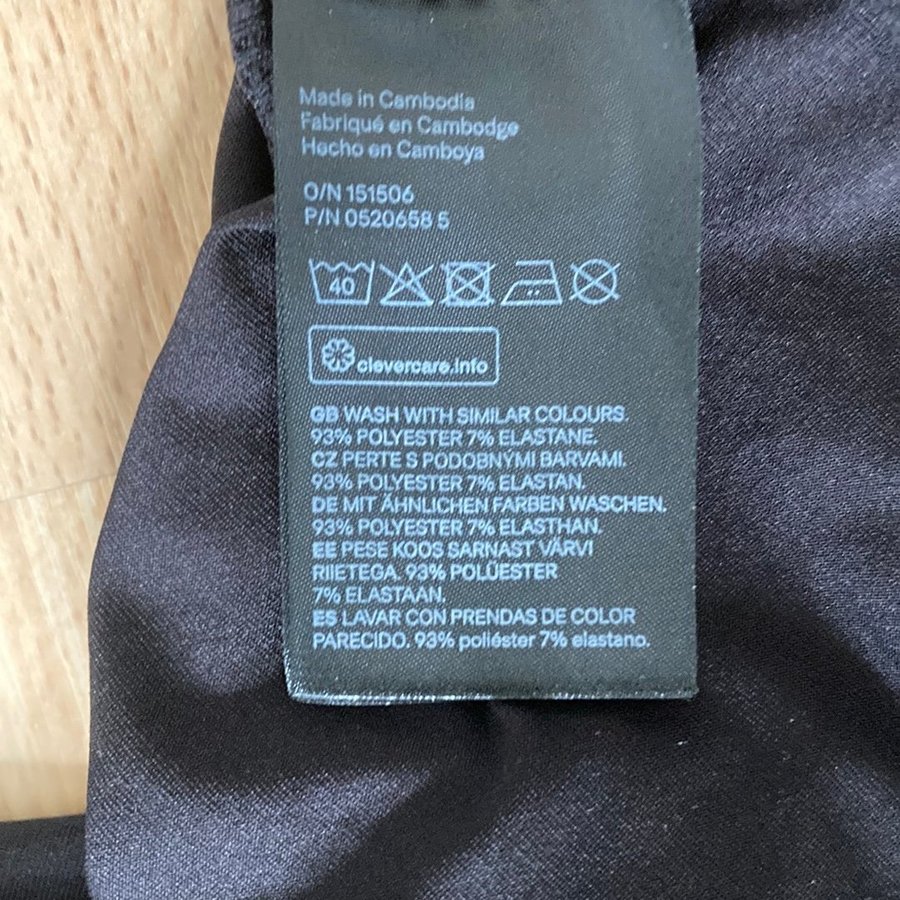 Made in Cambodia
Fabriqué en Cambodge
Hecho en Camboya
O/N 151506
P/N 0520658 5
40
clevercare.info
GB WASH WITH SIMILAR COLOURS.
93% POLYESTER 7% ELASTANE.
CZ PERTE S PODOBNÝMI BARVAMI.
93% POLYESTER 7% ELASTAN.
DE MIT ÄHNLICHEN FARBEN WASCHEN.
93% POLYESTER 7% ELASTHAN.
EE PESE KOOS SARNAST VÄRVI
RIIETEGA. 93% POLÜESTER
7% ELASTAAN.
ES LAVAR CON PRENDAS DE COLOR
PARECIDO. 93% poliéster 7% elastano.